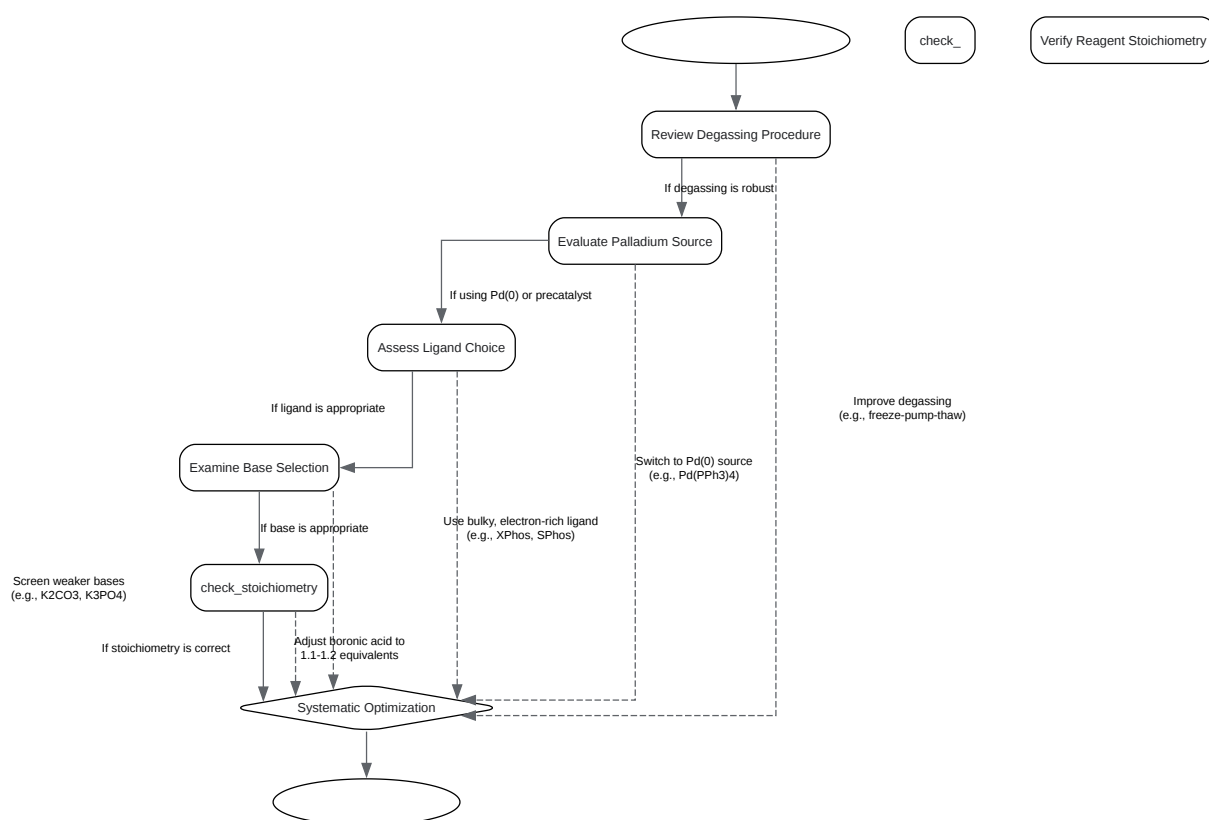 check_
Verify Reagent Stoichiometry
Review Degassing Procedure
If degassing is robust
Evaluate Palladium Source
If using Pd(0) or precatalyst
Assess Ligand Choice
Improve degassing
(e.g., freeze-pump-thaw)
If ligand is appropriate
Examine Base Selection
Switch to Pd(0) source
(e.g., Pd(PPh3)4)
If base is appropriate
Use bulky, electron-rich ligand
(e.g., XPhos, SPhos)
Screen weaker bases
(e.g., K2CO3, K3PO4)
check_stoichiometry
If stoichiometry is correct
Adjust boronic acid to
1.1-1.2 equivalents
Systematic Optimization